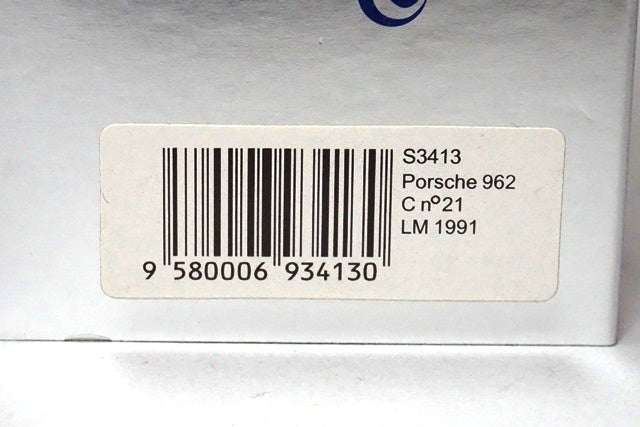 S3413
Porsche 962
C nº21
LM 1991
9 580006 934130